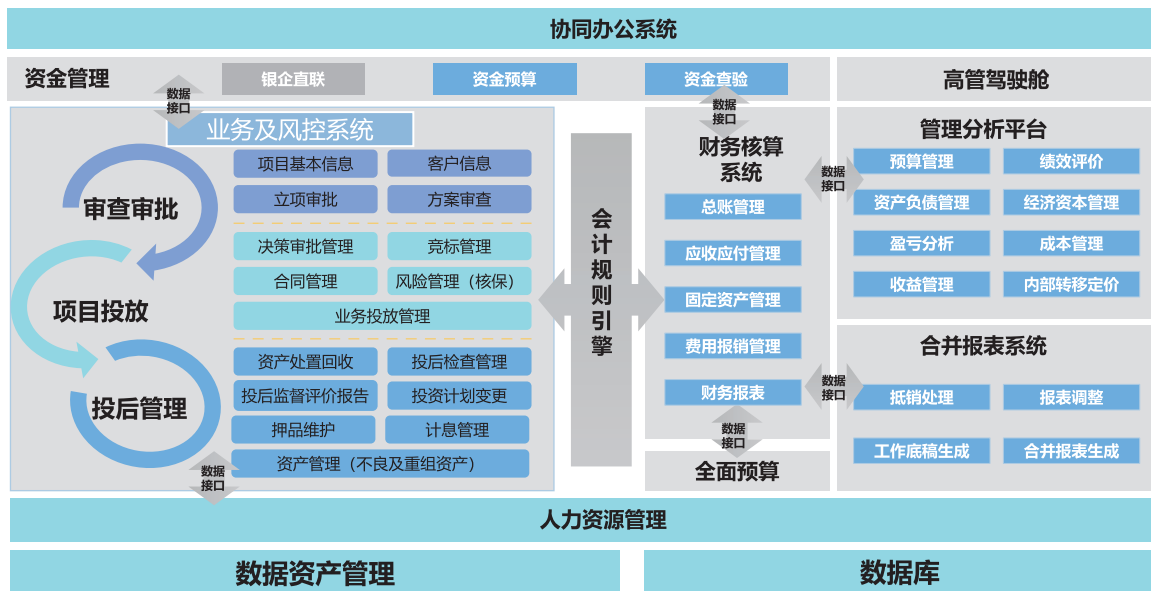 协同办公系统
资金管理
银企直联
资金预算
资金查验
高管驾驶舱
数据
接口
数据
接口
业务及风控系统
项目基本信息
客户信息
立项审批
方案审查
审查审批
决策审批管理
竞标管理
合同管理
风险管理（核保）
业务投放管理
项目投放
资产处置回收
投后检查管理
投后监督评价报告
投资计划变更
押品维护
计息管理
资产管理（不良及重组资产）
投后管理
数据
接口
会
计
规
则
引
擎
财务核算
系统
总账管理
应收应付管理
固定资产管理
费用报销管理
财务报表
数据
接口
数据
接口
数据
接口
全面预算
管理分析平台
预算管理
绩效评价
资产负债管理
经济资本管理
盈亏分析
成本管理
收益管理
内部转移定价
合并报表系统
抵销处理
报表调整
工作底稿生成
合并报表生成
人力资源管理
数据资产管理
数据库